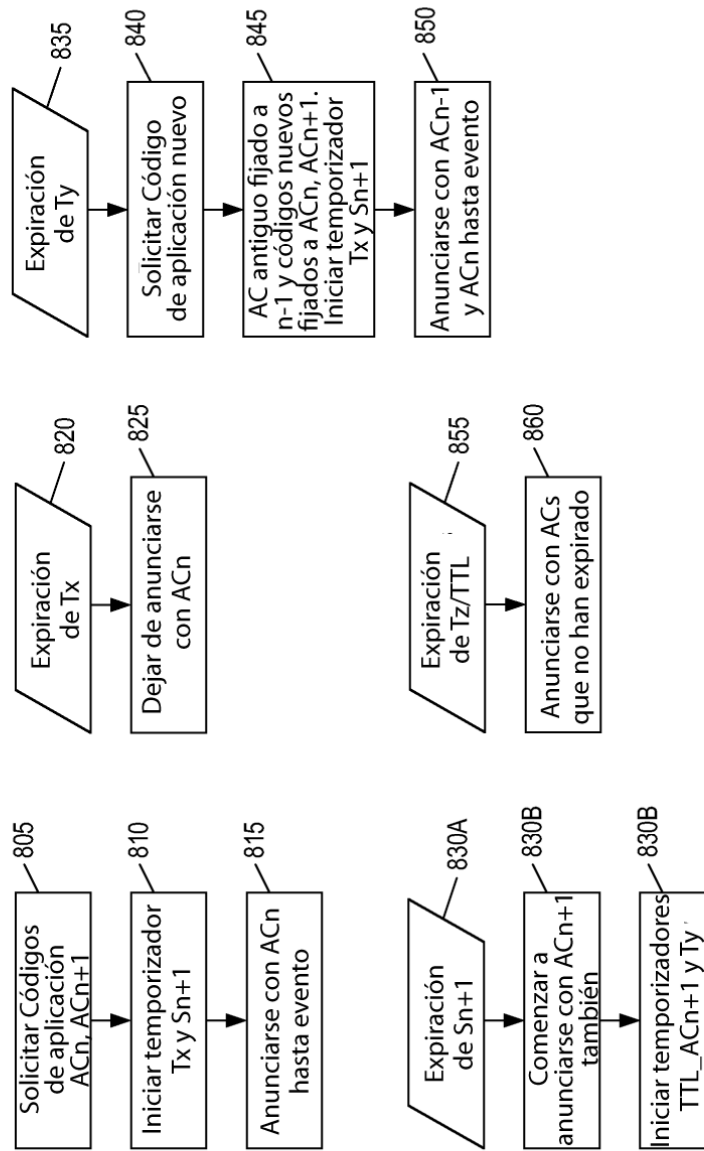 Solicitar Códigos
de aplicación
ACn, ACn+1
805
Iniciar temporizador
Tx y Sn+1
810
Anunciarse con ACn
hasta evento
815
Expiración
de Tx
820
Dejar de anunciarse
con ACn
825
Expiración
de Ty
835
Solicitar Código
de aplicación nuevo
840
AC antiguo fijado a
n-1 y códigos nuevos
fijados a ACn, ACn+1.
Iniciar temporizador
Tx y Sn+1
845
Anunciarse con ACn-1
y ACn hasta evento
850
Expiración
de Sn+1
830A
Comenzar a
anunciarse con ACn+1
también
830B
Iniciar temporizadores
TTL_ACn+1 y Ty
830B
Expiración
de Tz/TTL
855
Anunciarse con ACs
que no han expirado
860